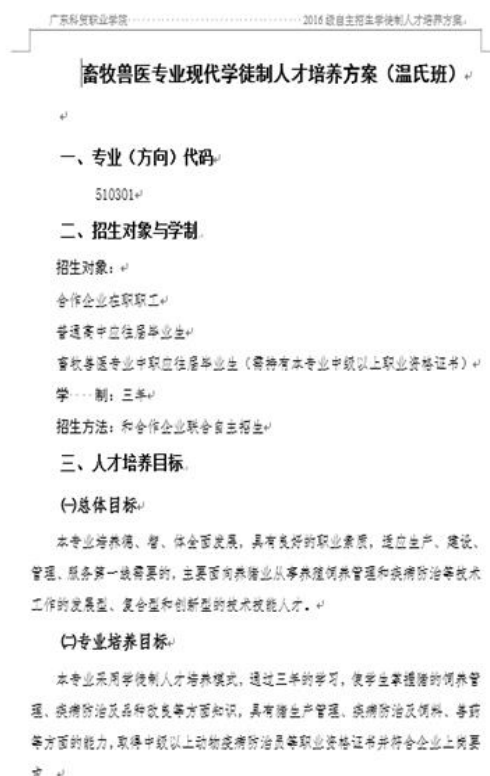 广东科贸职业学院 2016级自主招生学徒制人才培养方案
畜牧兽医专业现代学徒制人才培养方案（温氏班）
一、专业（方向）代码
510301
二、招生对象与学制
招生对象：
合作企业在职职工
普通高中应往届毕业生
畜牧兽医专业中职应往届毕业生（需持有本专业中级以上职业资格证书）
学 制：三年
招生方法：和合作企业联合自主招生
三、人才培养目标
㈠总体目标
本专业培养德、智、体全面发展，具有良好的职业素质，适应生产、建设、
管理、服务第一线需要的，主要面向养猪业从事养殖饲养管理和疾病防治等技术
工作的发展型、复合型和创新型的技术技能人才。
㈡专业培养目标
本专业采用学徒制人才培养模式，通过三年的学习，使学生掌握猪的饲养管
理、疾病防治及品种改良等方面知识，具有猪生产管理、疾病防治及饲料、兽药
等方面的能力，取得中级以上动物疫病防治员等职业资格证书并符合企业上岗要
求。